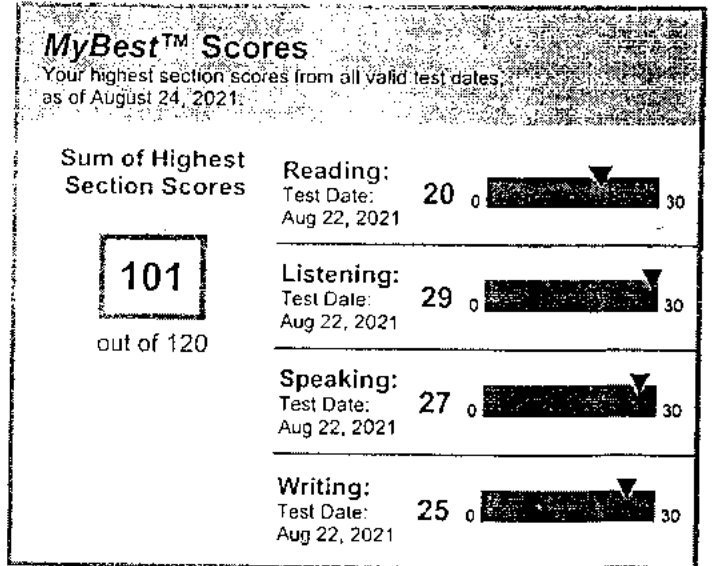 MyBest™ Scores
Your highest section scores from all valid test dates,
as of August 24, 2021.
Sum of Highest
Section Scores
101
out of 120
Reading:
Test Date:
Aug 22, 2021
20
0
30
Listening:
Test Date:
Aug 22, 2021
29
0
30
Speaking:
Test Date:
Aug 22, 2021
27
0
30
Writing:
Test Date:
Aug 22, 2021
25
0
30